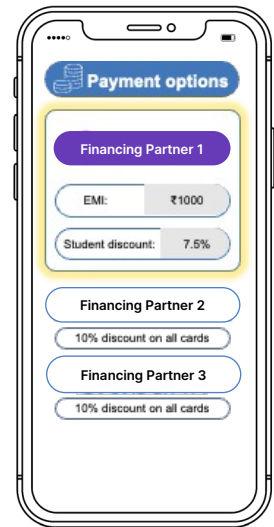 Payment options
Financing Partner 1
EMI: ₹1000
Student discount: 7.5%
Financing Partner 2
10% discount on all cards
Financing Partner 3
10% discount on all cards